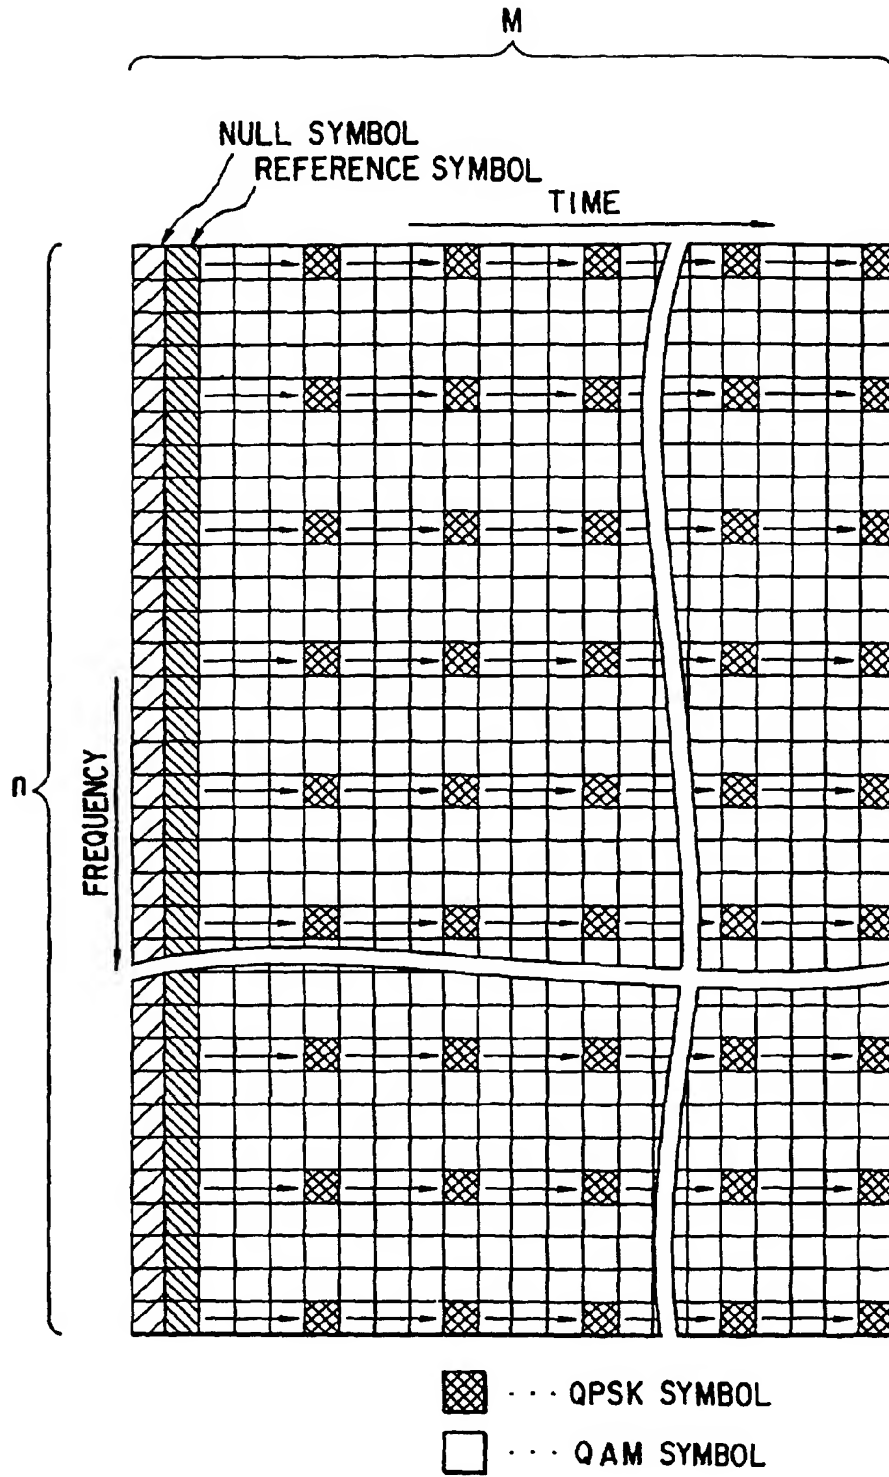 M
NULL SYMBOL
REFERENCE SYMBOL
TIME
n
FREQUENCY
··· QPSK SYMBOL
··· QAM SYMBOL